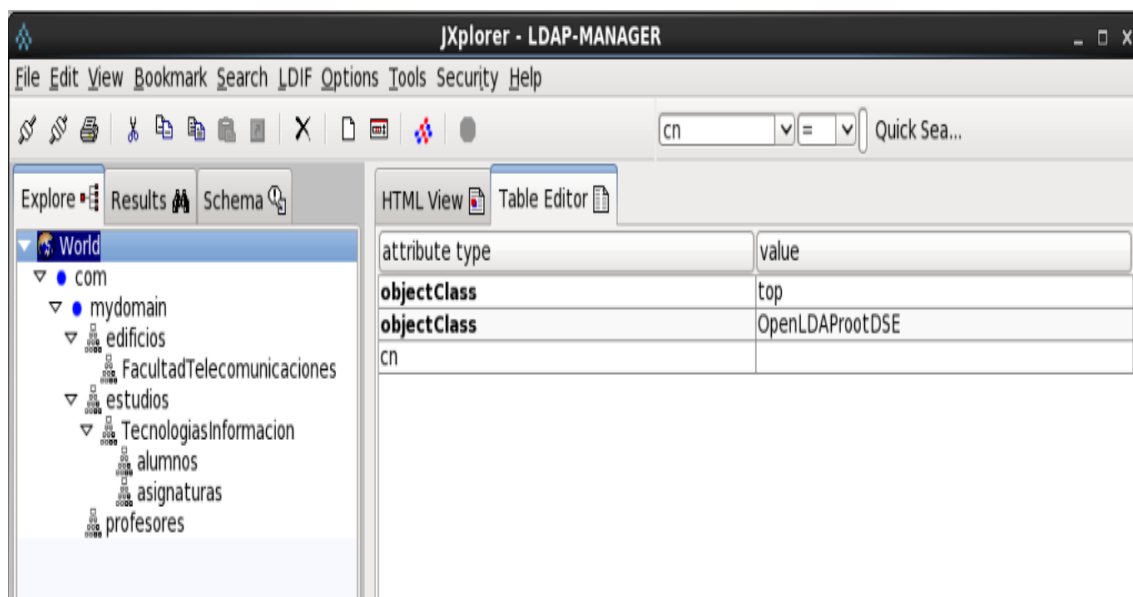 JXplorer - LDAP-MANAGER
File Edit View Bookmark Search LDIF Options Tools Security Help
cn = Quick Sea...
Explore Results Schema HTML View Table Editor
World
com
mydomain
edificios
FacultadTelecomunicaciones
estudios
TecnologiasInformacion
alumnos
asignaturas
profesores
attribute type value
objectClass top
objectClass OpenLDAProotDSE
cn